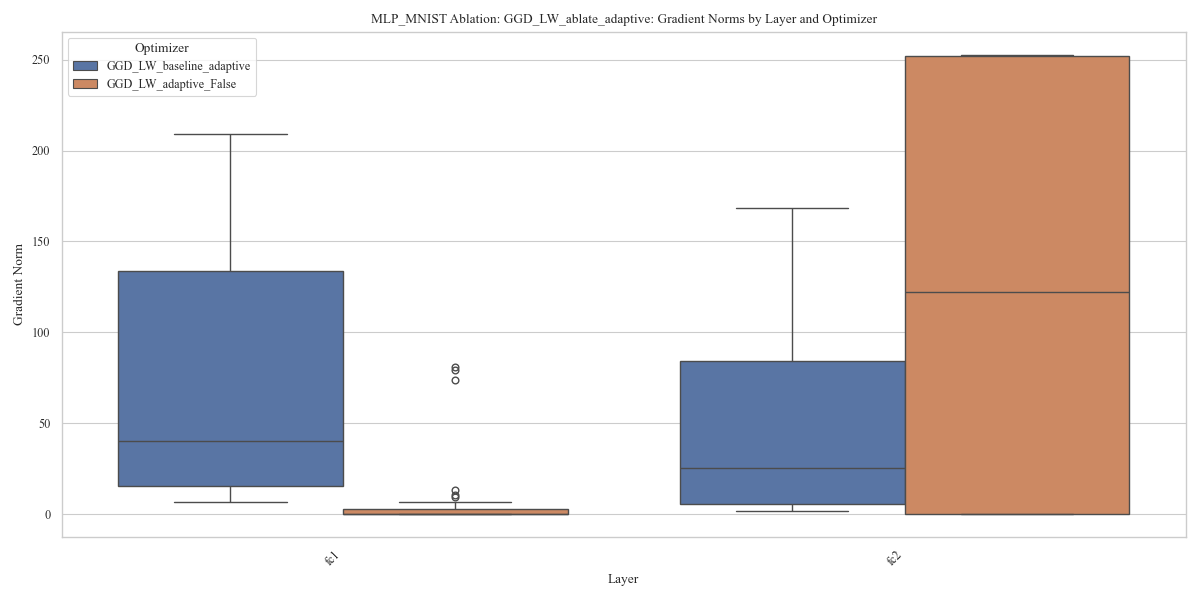 MLP_MNIST Ablation: GGD_LW_ablate_adaptive: Gradient Norms by Layer and Optimizer
Optimizer
GGD_LW_baseline_adaptive
GGD_LW_adaptive_False
Gradient Norm
250
200
150
100
50
0
fc1
fc2
Layer